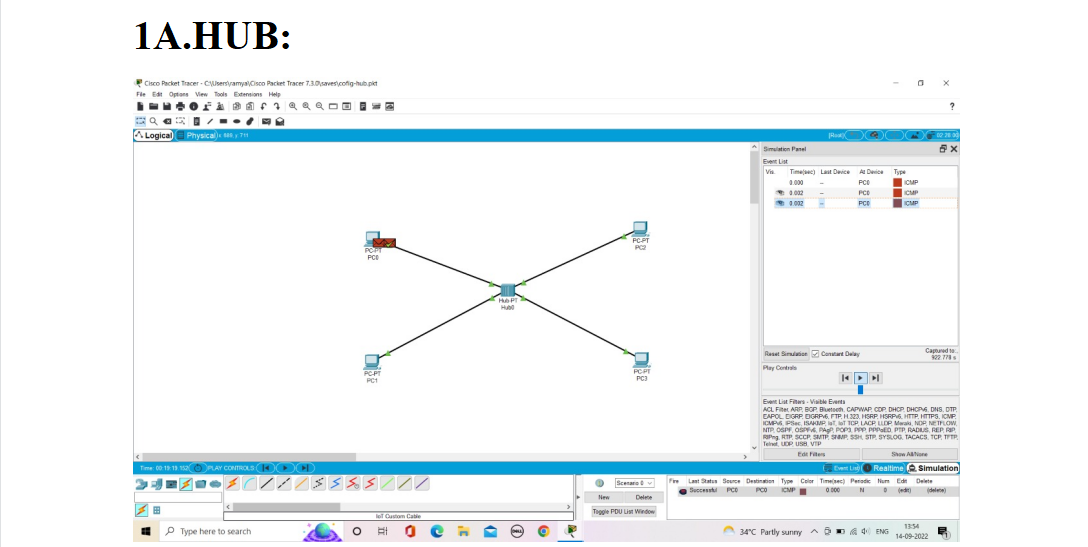 1A.HUB:
Cisco Packet Tracer - C:\Users\ramya\Cisco Packet Tracer 7.3.0\saves\cofig-hub.pkt
File Edit Options View Tools Extensions Help
?
Logical Physical x: 880, y: 711 [Root] 02:28:00
Simulation Panel
Event List
Vis. Time(sec) Last Device At Device Type
0.000 -- PC0 ICMP
0.002 -- PC0 ICMP
0.002 -- PC0 ICMP
PC-PT
PC0
PC-PT
PC2
Hub-PT
Hub0
PC-PT
PC1
PC-PT
PC3
Reset Simulation Constant Delay Captured to:
922.778 s
Play Controls
Event List Filters - Visible Events
ACL Filter, ARP, BGP, Bluetooth, CAPWAP, CDP, DHCP, DHCPv6, DNS, DTP,
EAPOL, EIGRP, EIGRPv6, FTP, H.323, HSRP, HSRPv6, HTTP, HTTPS, ICMP,
ICMPv6, IPSec, ISAKMP, IoT, IoT TCP, LACP, LLDP, Meraki, NDP, NETFLOW,
NTP, OSPF, OSPFv6, PAgP, POP3, PPP, PPPoED, PTP, RADIUS, REP, RIP,
RIPng, RTP, SCCP, SMTP, SNMP, SSH, STP, SYSLOG, TACACS, TCP, TFTP,
Telnet, UDP, USB, VTP
Edit Filters Show All/None
Time: 00:19:19.152 PLAY CONTROLS: Event List Realtime Simulation
Scenario 0 Fire Last Status Source Destination Type Color Time(sec) Periodic Num Edit Delete
Successful PC0 PC0 ICMP 0.000 N 0 (edit) (delete)
New Delete
Toggle PDU List Window
IoT Custom Cable
Type here to search DELL 34°C Partly sunny ENG 13:54
14-09-2022 1